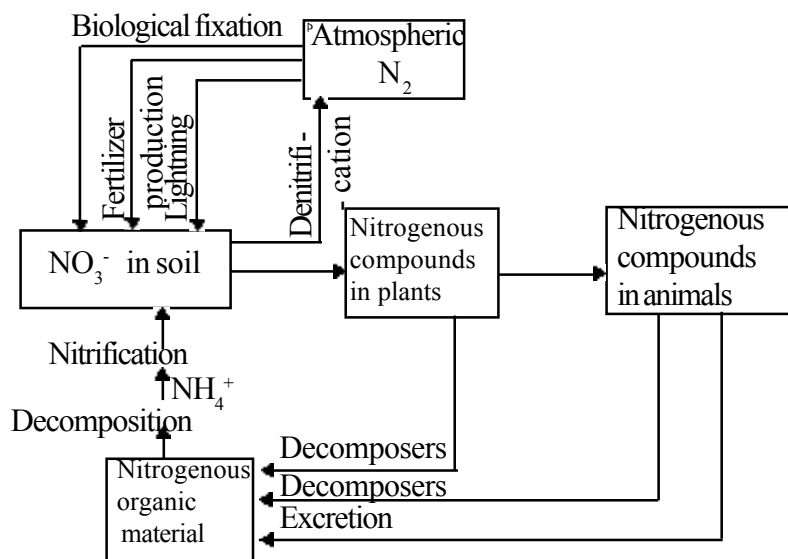 Biological fixation
Atmospheric
N₂
Fertilizer
production
Lightning
Denitrifi-
cation
NO₃⁻ in soil
Nitrogenous
compounds
in plants
Nitrogenous
compounds
in animals
Nitrification
NH₄⁺
Decomposition
Nitrogenous
organic
material
Decomposers
Decomposers
Excretion